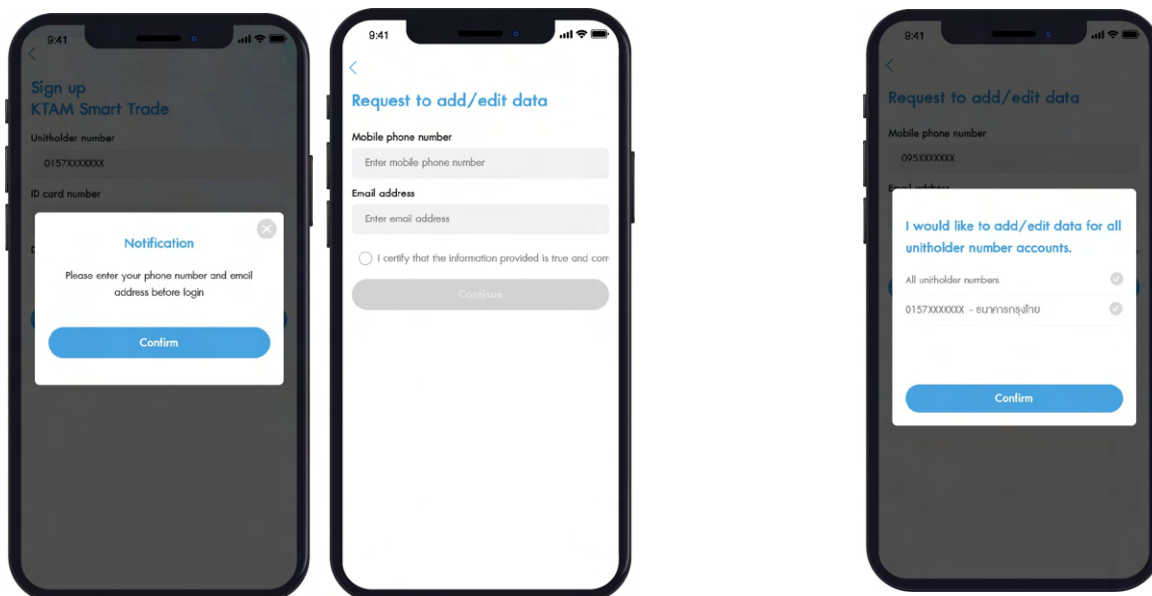 9:41
Sign up
KTAM Smart Trade
Unitholder number
0157XXXXXXX
ID card number
Notification
Please enter your phone number and email
address before login
Confirm
9:41
Request to add/edit data
Mobile phone number
Enter mobile phone number
Email address
Enter email address
I certify that the information provided is true and corr
Continue
9:41
Request to add/edit data
Mobile phone number
095XXXXXXX
Email address
I would like to add/edit data for all
unitholder number accounts.
All unitholder numbers
0157XXXXXXX - ธนาคารกรุงไทย
Confirm